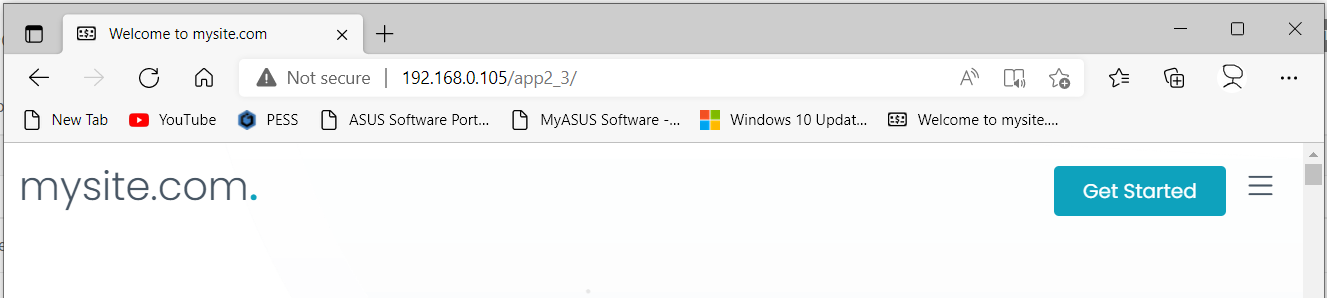 Welcome to mysite.com
Not secure | 192.168.0.105/app2_3/
New Tab YouTube PESS ASUS Software Port... MyASUS Software -... Windows 10 Updat... Welcome to mysite....
mysite.com. Get Started